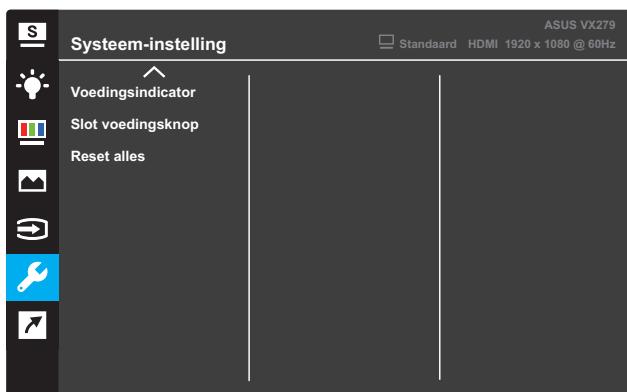 S
ASUS VX279
Systeem-instelling
Standaard HDMI 1920 x 1080 @ 60Hz
Voedingsindicator
Slot voedingsknop
Reset alles